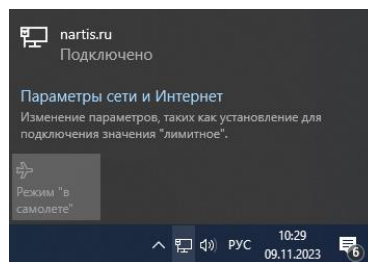 nartis.ru
Подключено
Параметры сети и Интернет
Изменение параметров, таких как установление для
подключения значения "лимитное".
Режим "в
самолете"
РУС
10:29
09.11.2023
6